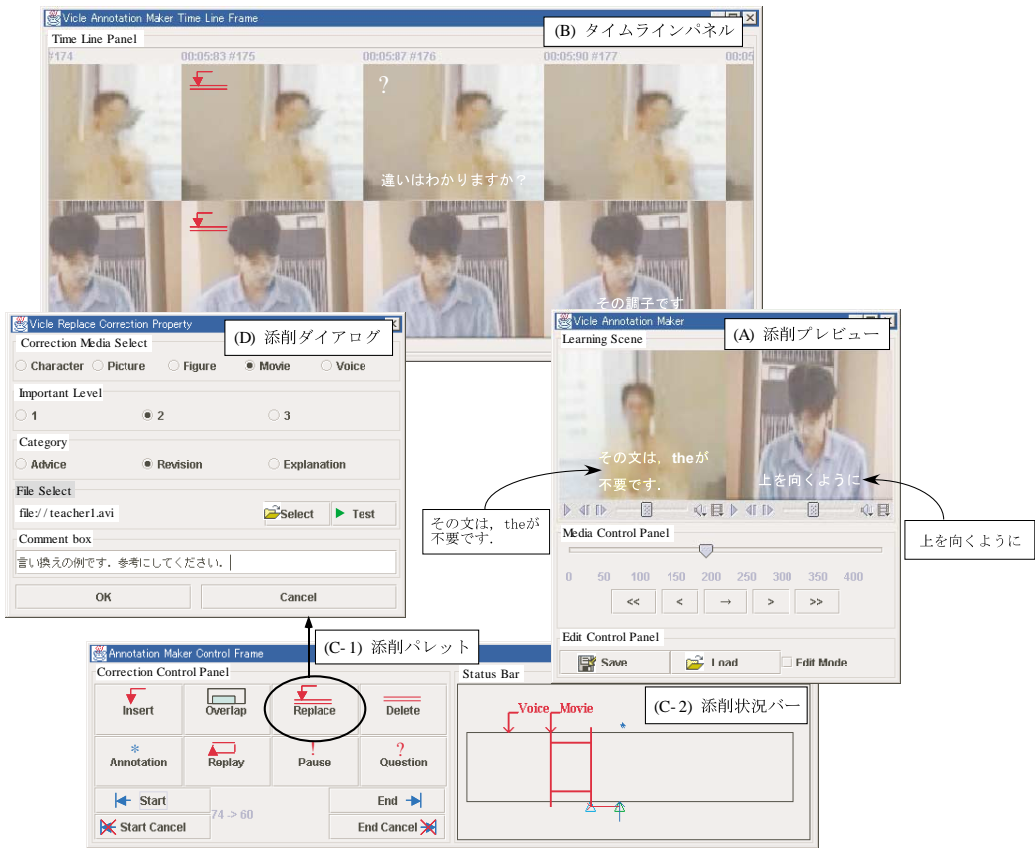 Vicle Annotation Maker Time Line Frame
(B) タイムラインパネル
Time Line Panel
#174
00:05:83 #175
00:05:87 #176
00:05:90 #177
00:05
?
違いはわかりますか?
その調子です
Vicle Replace Correction Property
(D) 添削ダイアログ
Correction Media Select
Character Picture Figure Movie Voice
Important Level
1 2 3
Category
Advice Revision Explanation
File Select
file://teacher1.avi
Select
Test
Comment box
言い換えの例です．参考にしてください．
OK
Cancel
Vicle Annotation Maker
(A) 添削プレビュー
Learning Scene
その文は，theが
不要です．
上を向くように
その文は，theが
不要です．
上を向くように
Media Control Panel
0 50 100 150 200 250 300 350 400
<< < → > >>
Edit Control Panel
Save
Load
Edit Mode
(C-1) 添削パレット
Annotation Maker Control Frame
Correction Control Panel
Insert
Overlap
Replace
Delete
*
Annotation
Replay
!
Pause
?
Question
Start
End
74 -> 60
Start Cancel
End Cancel
Status Bar
(C-2) 添削状況バー
Voice
Movie
*